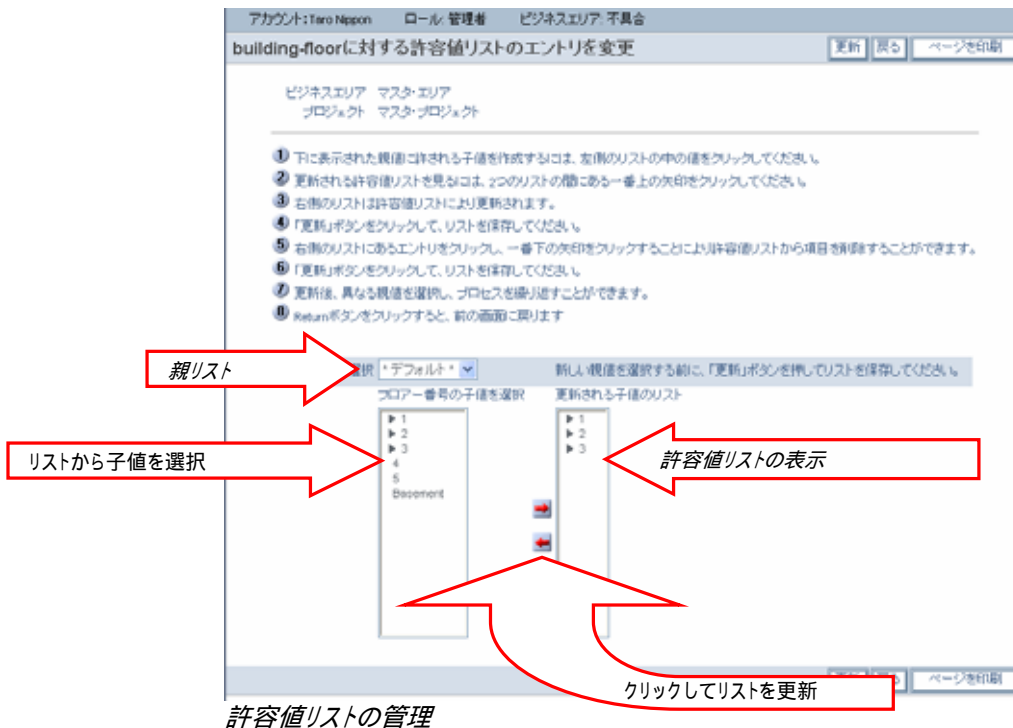 アカウント:Taro Nippon ロール: 管理者 ビジネスエリア: 不具合
building-floorに対する許容値リストのエントリを変更 更新 戻る ページを印刷
ビジネスエリア マスタ・エリア
プロジェクト マスタ・プロジェクト
1 下に表示された親値に許される子値を作成するには、左側のリストの中の値をクリックしてください。
2 更新される許容値リストを見るには、2つのリストの間にある一番上の矢印をクリックしてください。
3 右側のリストは許容値リストにより更新されます。
4 「更新」ボタンをクリックして、リストを保存してください。
5 右側のリストにあるエントリをクリックし、一番下の矢印をクリックすることにより許容値リストから項目を削除することができます。
6 「更新」ボタンをクリックして、リストを保存してください。
7 更新後、異なる親値を選択し、プロセスを繰り返すことができます。
8 Returnボタンをクリックすると、前の画面に戻ります
親リスト
選択 *デフォルト* 新しい親値を選択する前に、「更新」ボタンを押してリストを保存してください。
フロアー番号の子値を選択 更新される子値のリスト
1
2
3
4
5
Basement
1
2
3
リストから子値を選択
許容値リストの表示
クリックしてリストを更新
ページを印刷
許容値リストの管理